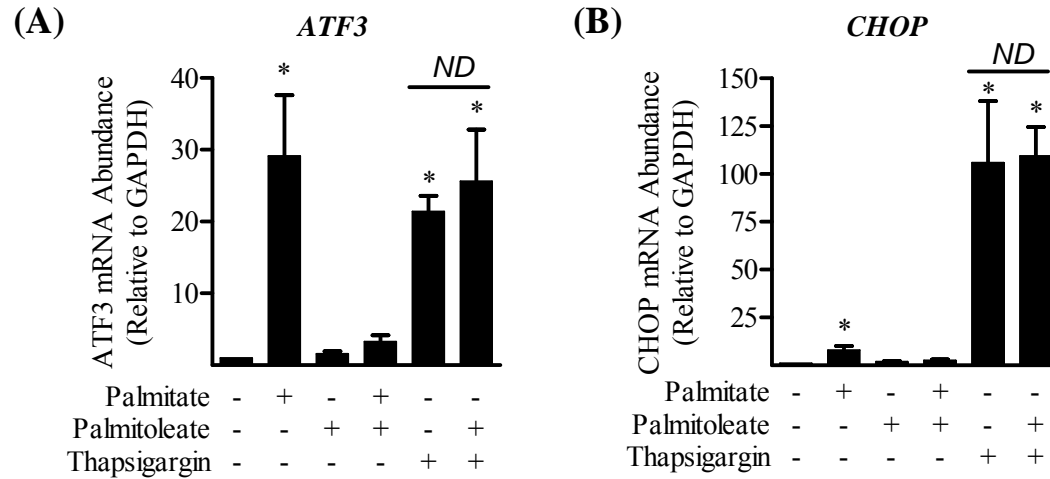 (A)
ATF3
ND
ATF3 mRNA Abundance
(Relative to GAPDH)
40
30
20
10
* * *
Palmitate - + - + - -
Palmitoleate - - + + - +
Thapsigargin - - - - + +
(B)
CHOP
ND
CHOP mRNA Abundance
(Relative to GAPDH)
150
125
100
75
50
25
* * *
Palmitate - + - + - -
Palmitoleate - - + + - +
Thapsigargin - - - - + +